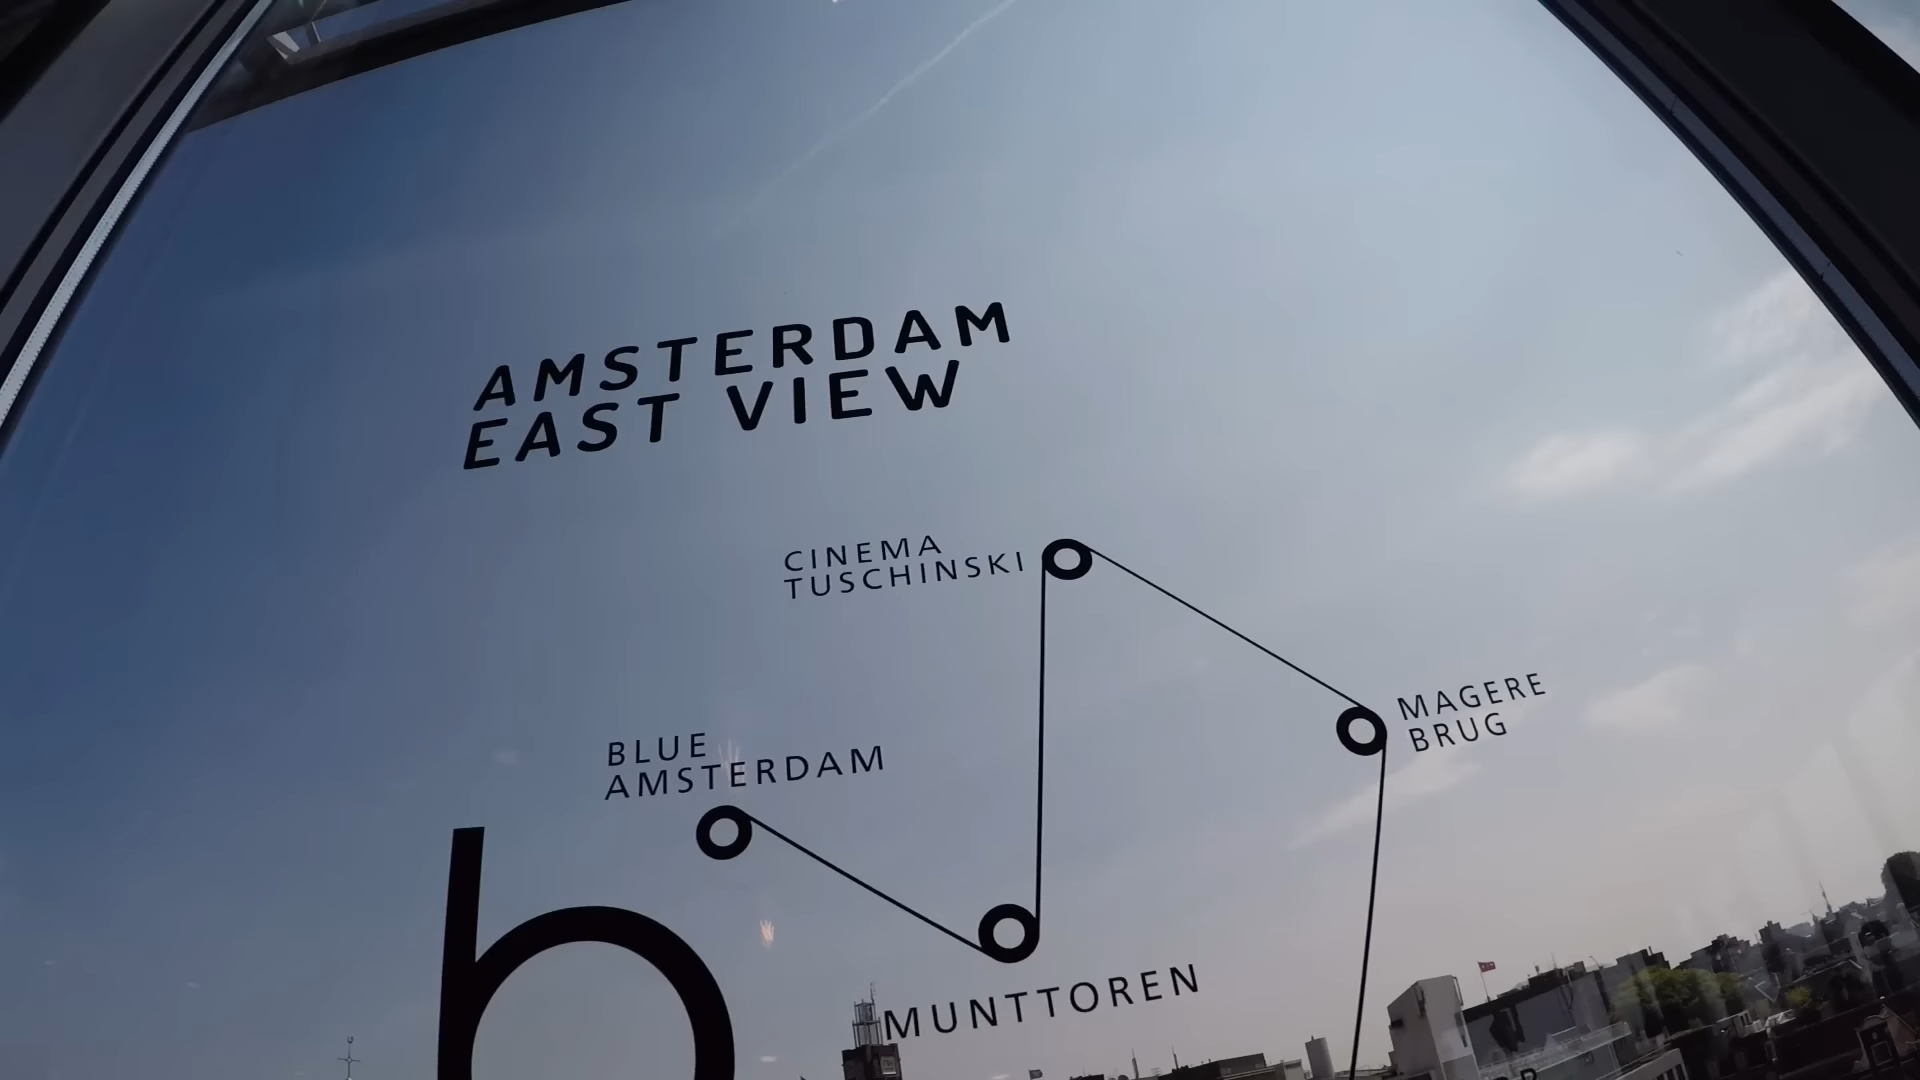 AMSTERDAM
EAST VIEW
CINEMA
TUSCHINSKI
MAGERE
BRUG
BLUE
AMSTERDAM
b
MUNTTOREN